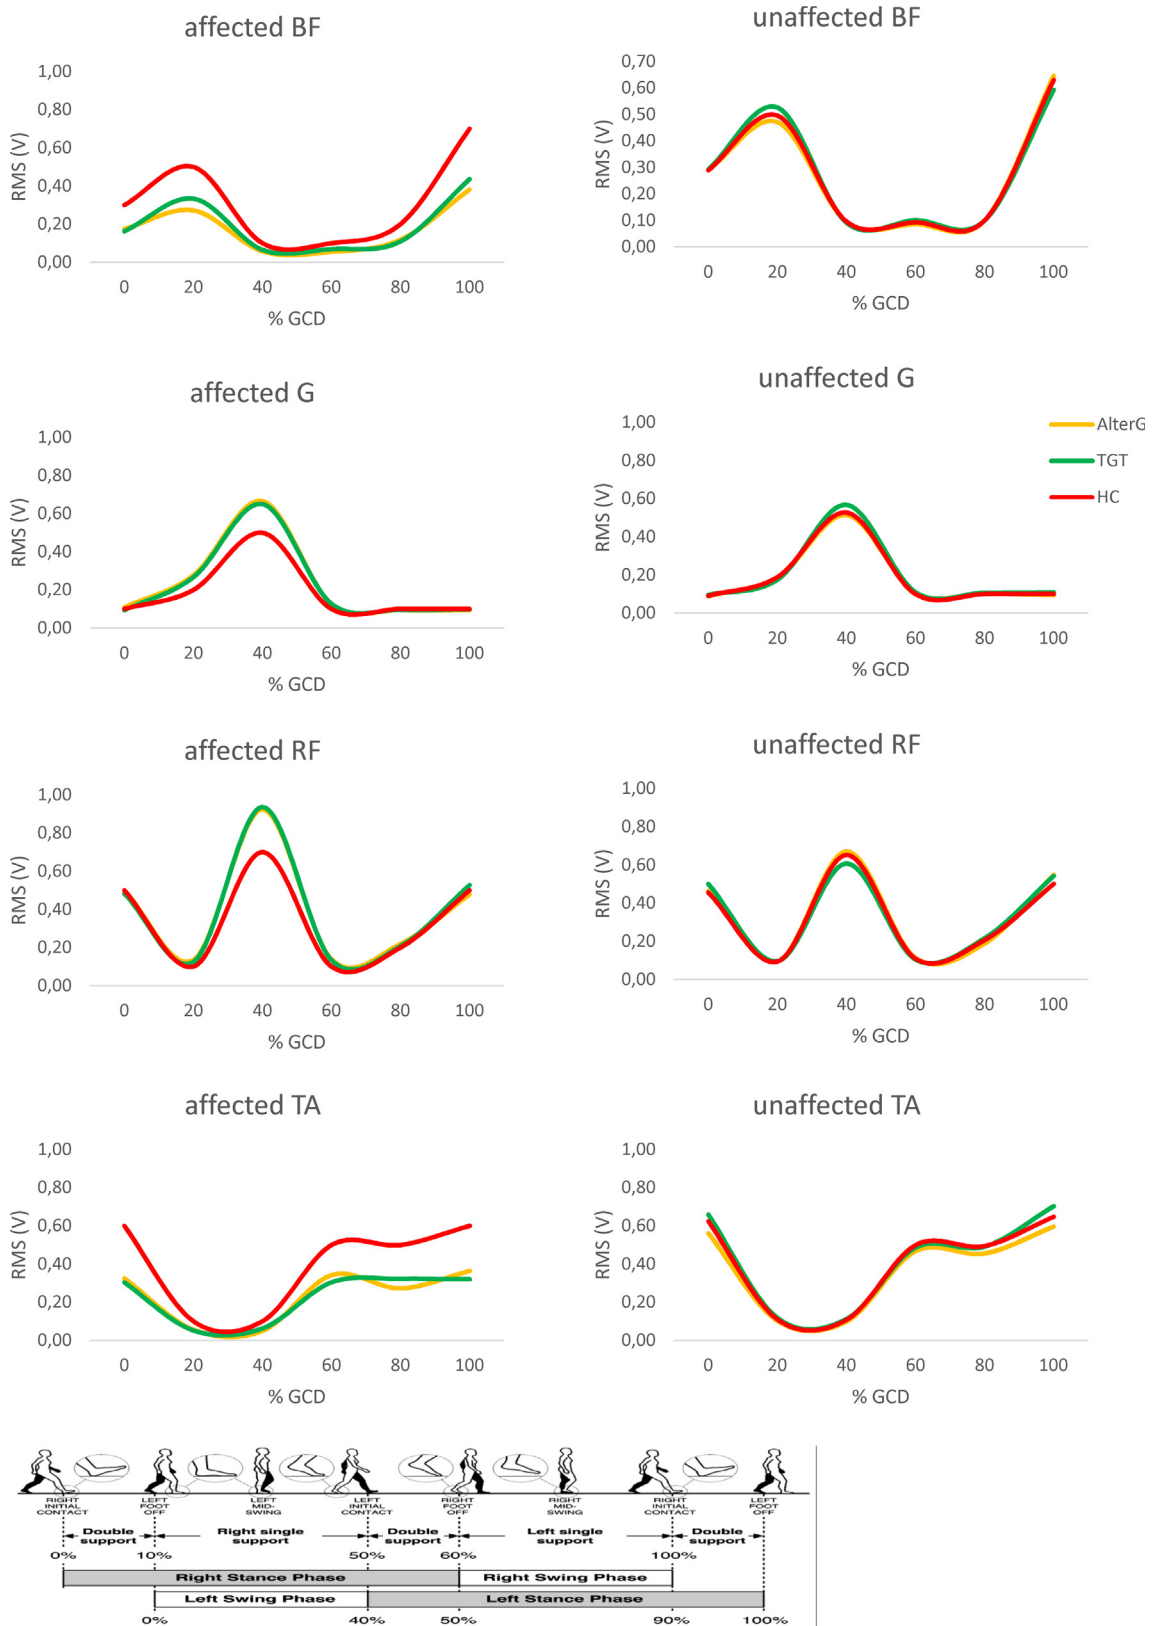 affected BF
RMS (V)
1,00
0,80
0,60
0,40
0,20
0,00
0 20 40 60 80 100
% GCD
unaffected BF
RMS (V)
0,70
0,60
0,50
0,40
0,30
0,20
0,10
0,00
0 20 40 60 80 100
% GCD
affected G
RMS (V)
1,00
0,80
0,60
0,40
0,20
0,00
0 20 40 60 80 100
% GCD
unaffected G
RMS (V)
1,00
0,80
0,60
0,40
0,20
0,00
0 20 40 60 80 100
% GCD
AlterG
TGT
HC
affected RF
RMS (V)
1,00
0,80
0,60
0,40
0,20
0,00
0 20 40 60 80 100
% GCD
unaffected RF
RMS (V)
1,00
0,80
0,60
0,40
0,20
0,00
0 20 40 60 80 100
% GCD
affected TA
RMS (V)
1,00
0,80
0,60
0,40
0,20
0,00
0 20 40 60 80 100
% GCD
unaffected TA
RMS (V)
1,00
0,80
0,60
0,40
0,20
0,00
0 20 40 60 80 100
% GCD
RIGHT INITIAL CONTACT
LEFT FOOT OFF
LEFT MID-SWING
LEFT INITIAL CONTACT
RIGHT FOOT OFF
RIGHT MID-SWING
RIGHT INITIAL CONTACT
LEFT FOOT OFF
Double support
Right single support
Double support
Left single support
Double support
0% 10% 50% 60% 100%
Right Stance Phase Right Swing Phase
Left Swing Phase Left Stance Phase
0% 40% 50% 90% 100%